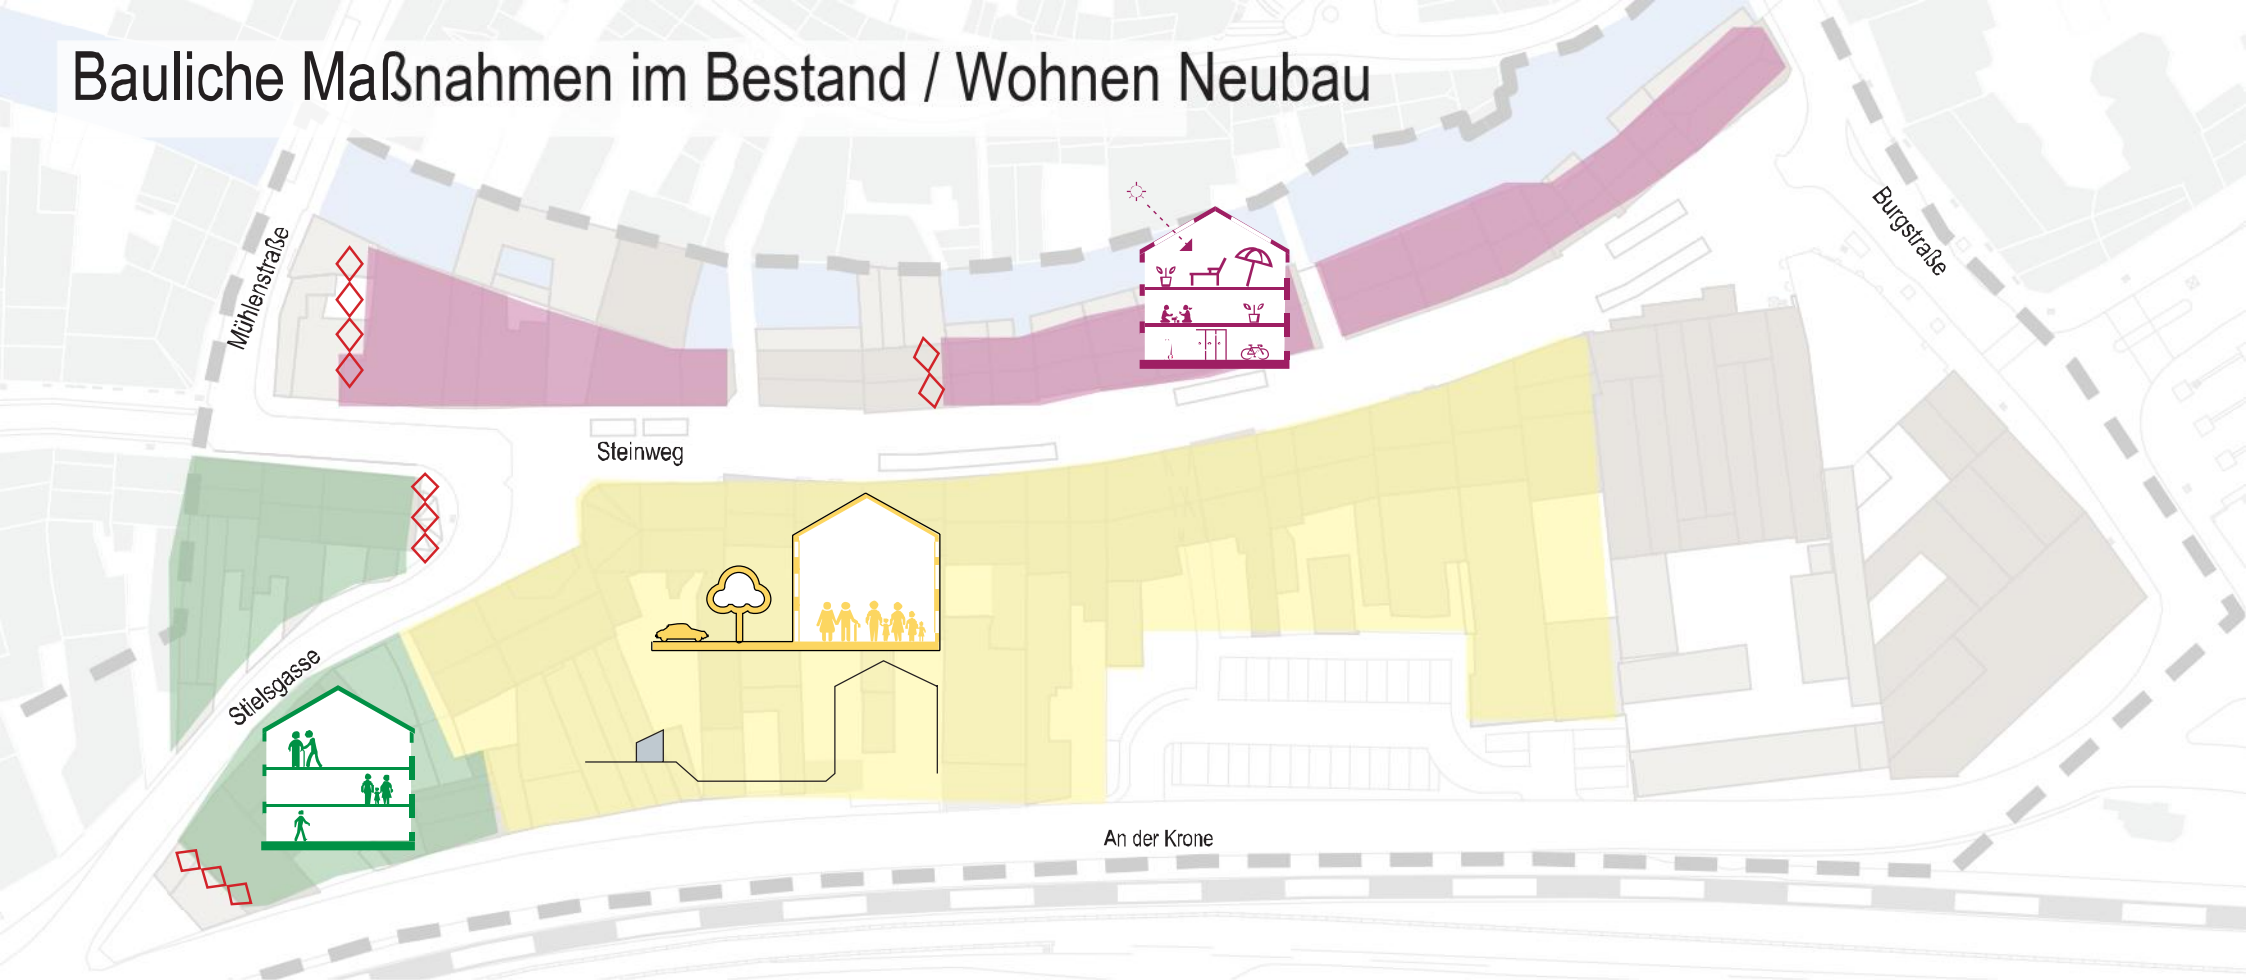 Bauliche Maßnahmen im Bestand / Wohnen Neubau
Mühlenstraße
Burgstraße
Steinweg
Stielsgasse
An der Krone